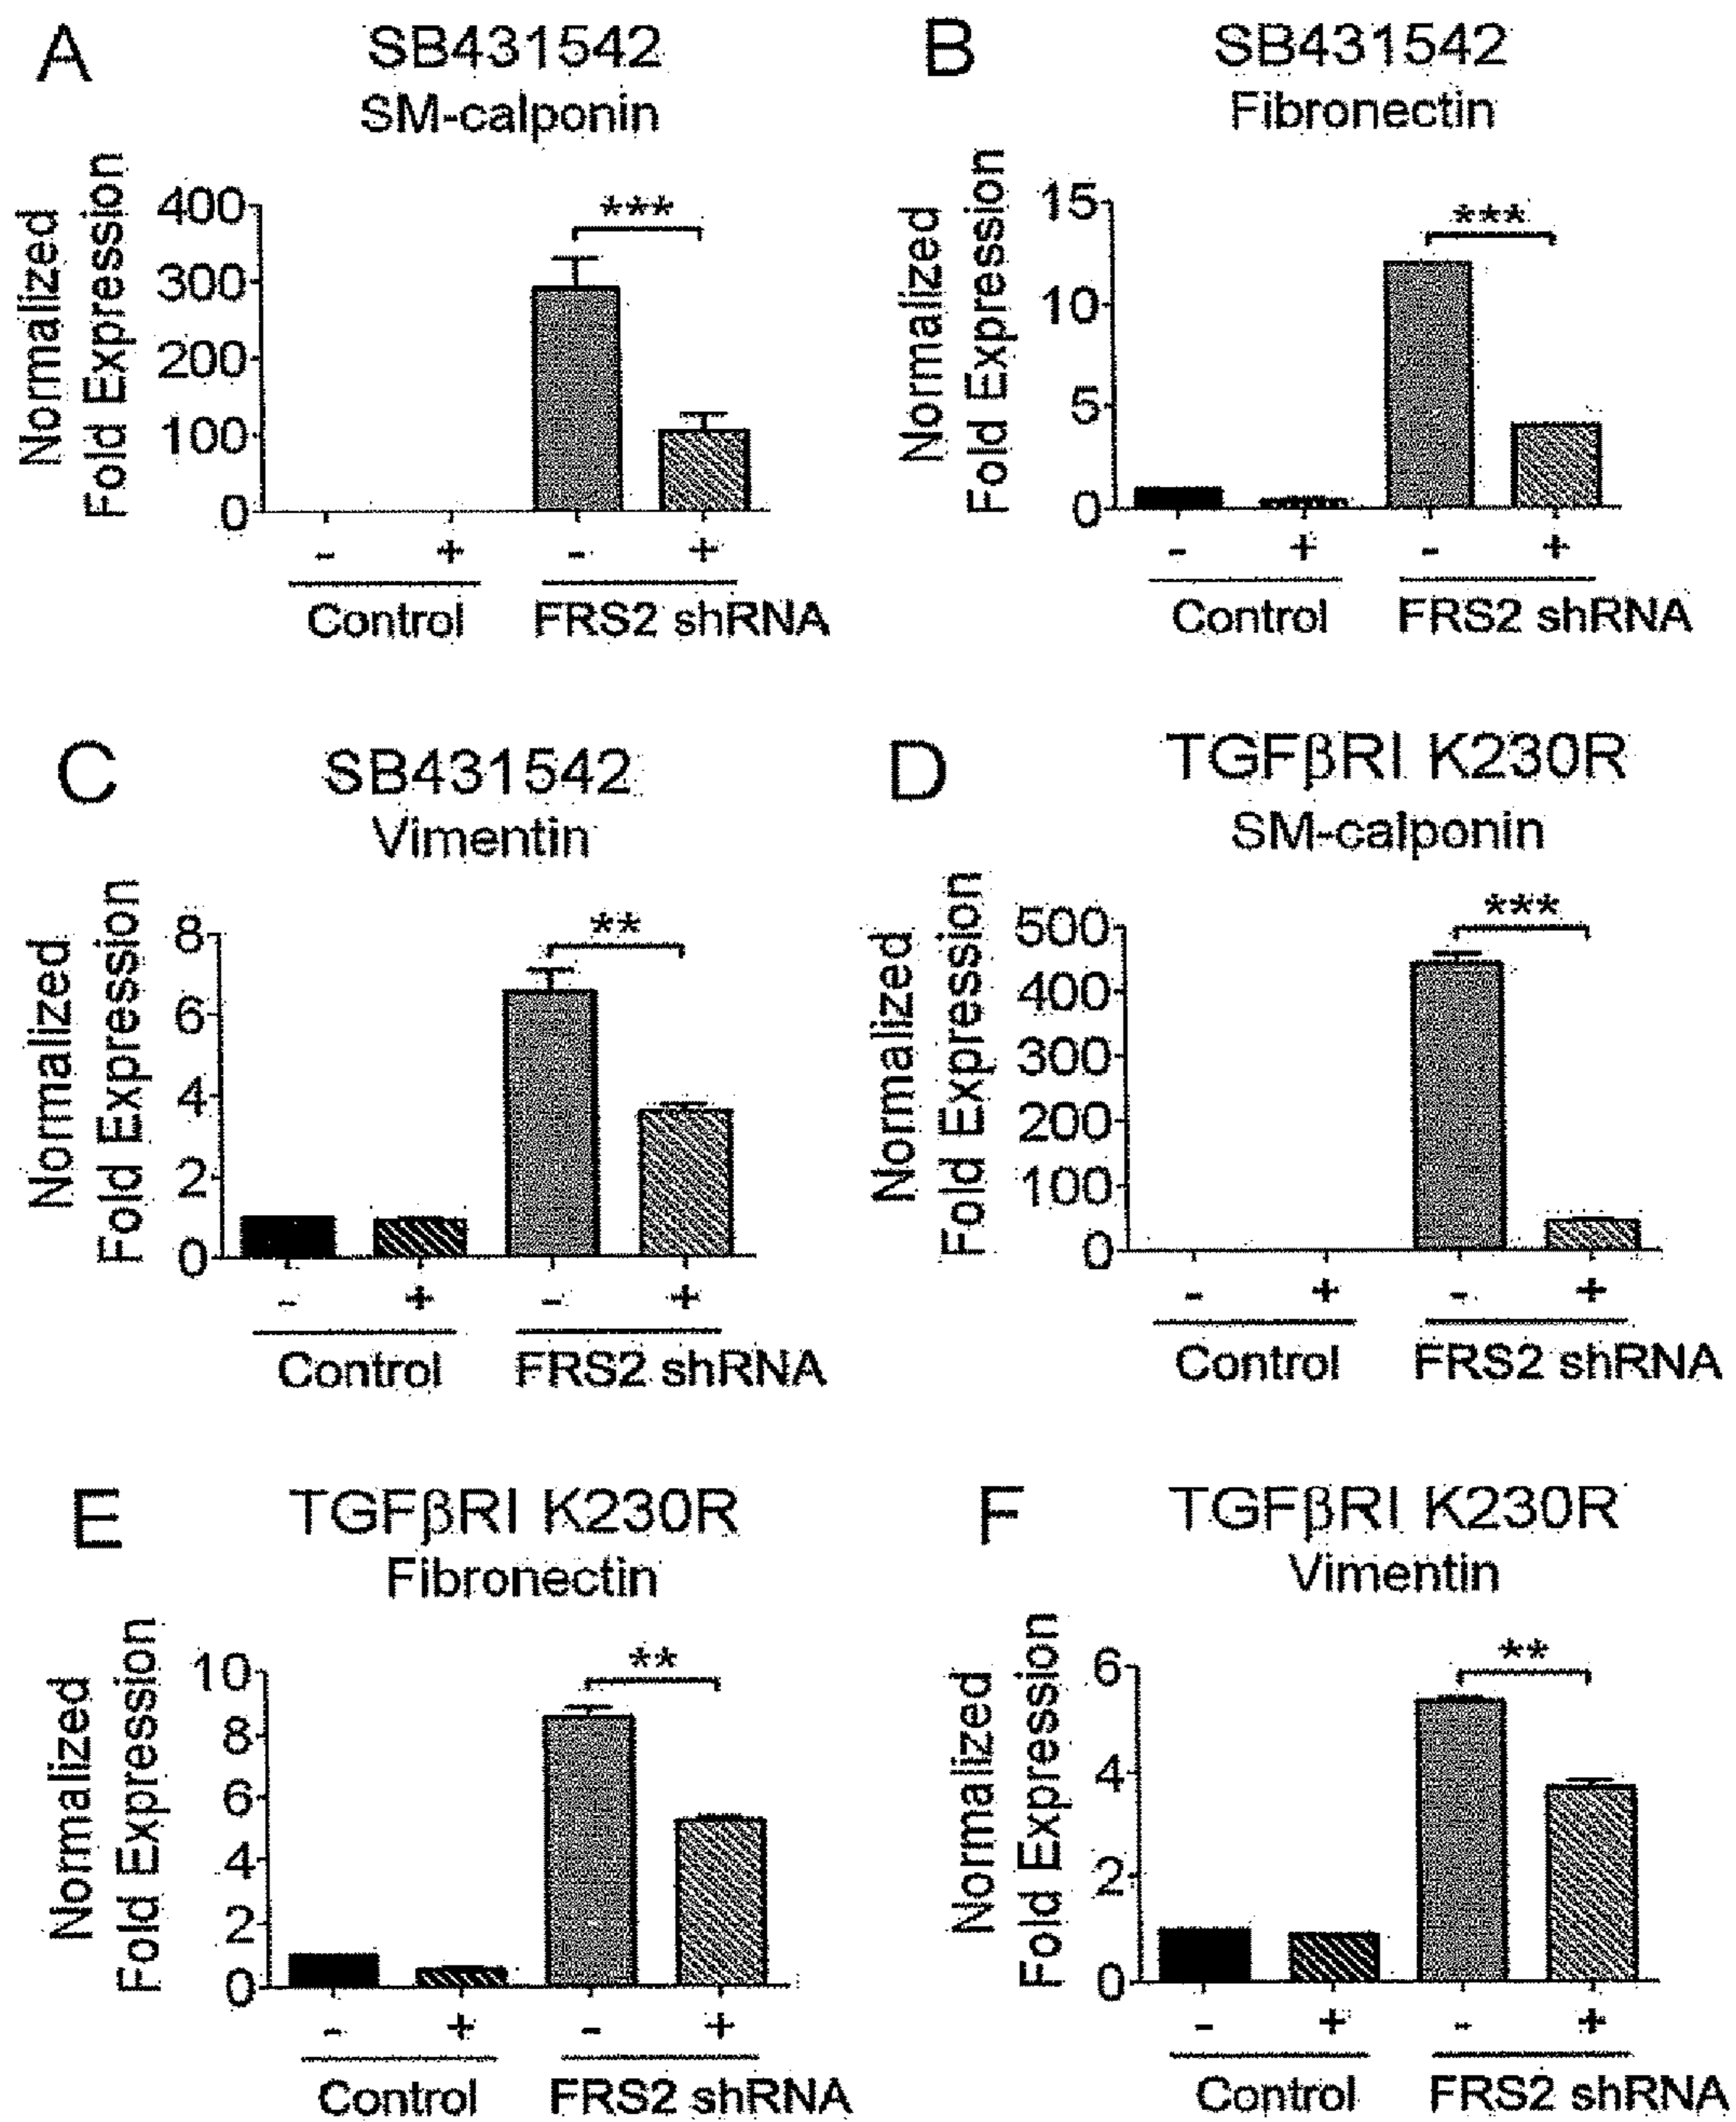 A
SB431542
SM-calponin
Normalized
Fold Expression
400
300
200
100
0
***
- + - +
Control FRS2 shRNA
B
SB431542
Fibronectin
Normalized
Fold Expression
15
10
5
0
***
- + - +
Control FRS2 shRNA
C
SB431542
Vimentin
Normalized
Fold Expression
8
6
4
2
0
**
- + - +
Control FRS2 shRNA
D
TGFβRI K230R
SM-calponin
Normalized
Fold Expression
500
400
300
200
100
0
***
- + - +
Control FRS2 shRNA
E
TGFβRI K230R
Fibronectin
Normalized
Fold Expression
10
8
6
4
2
0
**
- + - +
Control FRS2 shRNA
F
TGFβRI K230R
Vimentin
Normalized
Fold Expression
6
4
2
0
**
- + - +
Control FRS2 shRNA